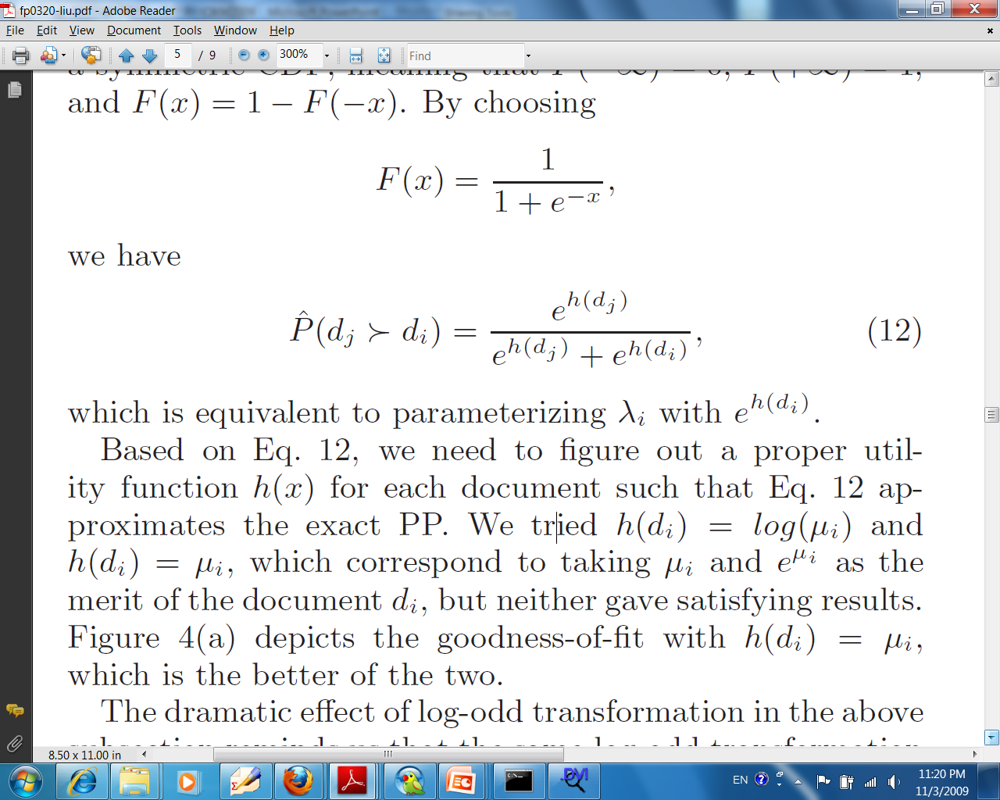 fp0320-liu.pdf - Adobe Reader
File Edit View Document Tools Window Help
5 / 9 300% Find
and F(x) = 1 − F(−x). By choosing
F(x) = 1 / (1 + e^{−x}),
we have
P̂(d_j ≻ d_i) = e^{h(d_j)} / (e^{h(d_j)} + e^{h(d_i)}), (12)
which is equivalent to parameterizing λ_i with e^{h(d_i)}.
Based on Eq. 12, we need to figure out a proper util-
ity function h(x) for each document such that Eq. 12 ap-
proximates the exact PP. We tried h(d_i) = log(μ_i) and
h(d_i) = μ_i, which correspond to taking μ_i and e^{μ_i} as the
merit of the document d_i, but neither gave satisfying results.
Figure 4(a) depicts the goodness-of-fit with h(d_i) = μ_i,
which is the better of the two.
The dramatic effect of log-odd transformation in the above
8.50 x 11.00 in
EN 11:20 PM
11/3/2009